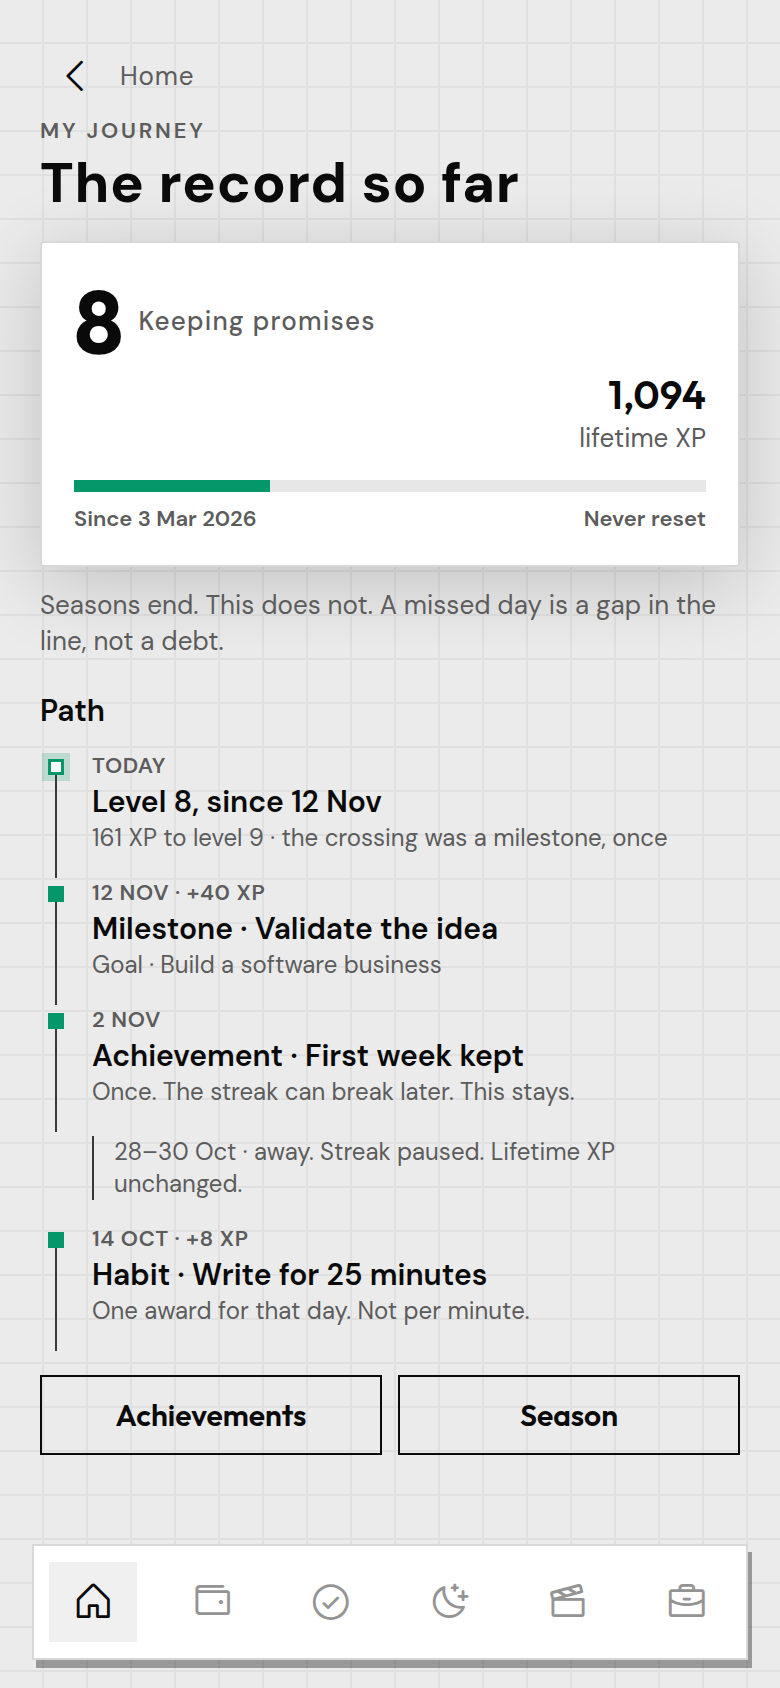 Home
MY JOURNEY
The record so far
8 Keeping promises
1,094
lifetime XP
Since 3 Mar 2026 Never reset
Seasons end. This does not. A missed day is a gap in the
line, not a debt.
Path
TODAY
Level 8, since 12 Nov
161 XP to level 9 · the crossing was a milestone, once
12 NOV · +40 XP
Milestone · Validate the idea
Goal · Build a software business
2 NOV
Achievement · First week kept
Once. The streak can break later. This stays.
28–30 Oct · away. Streak paused. Lifetime XP
unchanged.
14 OCT · +8 XP
Habit · Write for 25 minutes
One award for that day. Not per minute.
Achievements Season